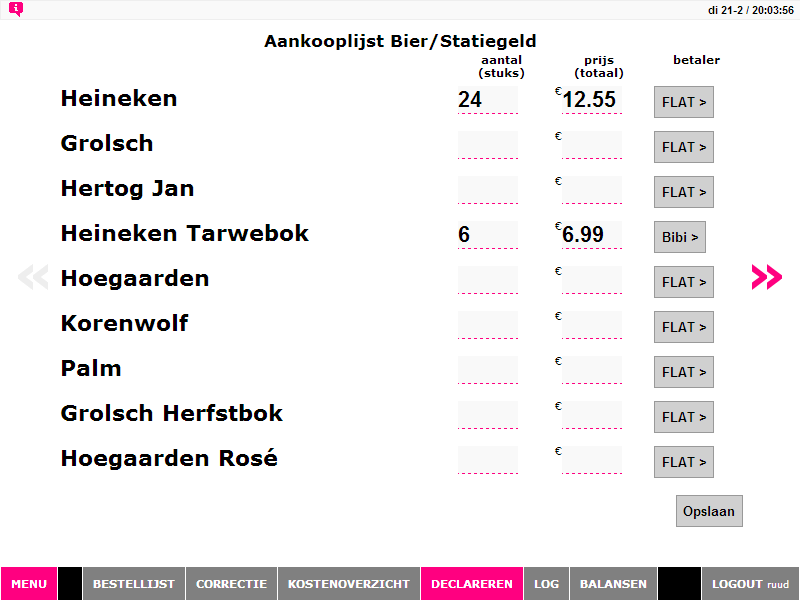 di 21-2 / 20:03:56
Aankooplijst Bier/Statiegeld
aantal (stuks) prijs (totaal) betaler
Heineken 24 €12.55 FLAT >
Grolsch € FLAT >
Hertog Jan € FLAT >
Heineken Tarwebok 6 €6.99 Bibi >
Hoegaarden € FLAT >
Korenwolf € FLAT >
Palm € FLAT >
Grolsch Herfstbok € FLAT >
Hoegaarden Rosé € FLAT >
Opslaan
MENU BESTELLIJST CORRECTIE KOSTENOVERZICHT DECLAREREN LOG BALANSEN LOGOUT ruud